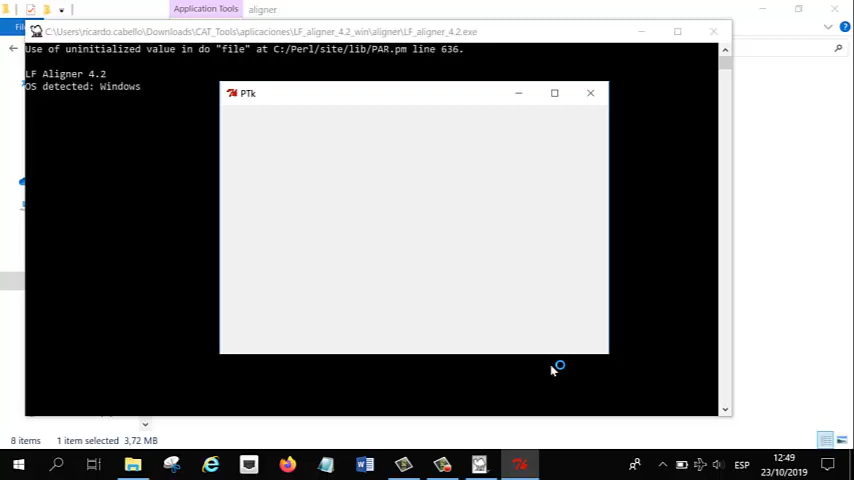 Application Tools
aligner
File
C:\Users\ricardo.cabello\Downloads\CAT_Tools\aplicaciones\LF_aligner_4.2_win\aligner\LF_aligner_4.2.exe
Use of uninitialized value in do "file" at C:/Perl/site/lib/PAR.pm line 636.
LF Aligner 4.2
OS detected: Windows
PTk
8 items
1 item selected 3,72 MB
ESP
12:49
23/10/2019